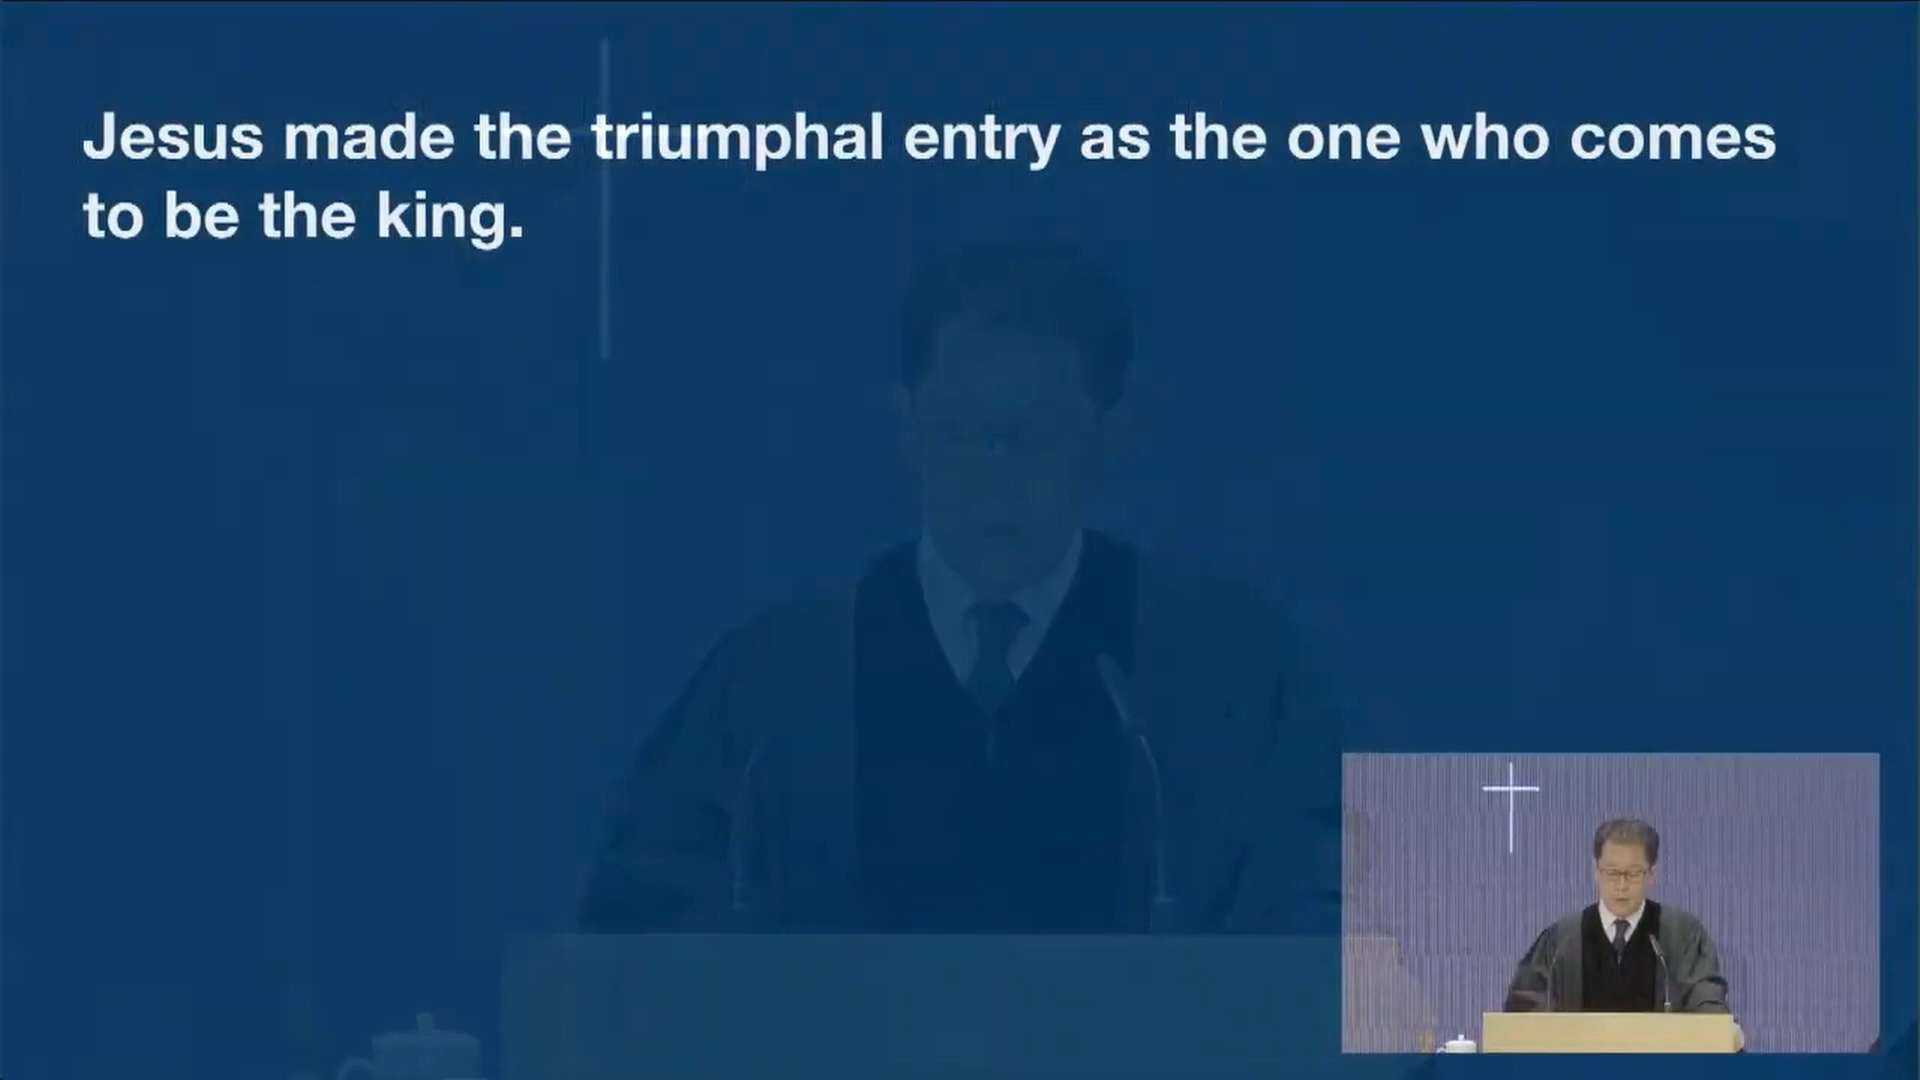 Jesus made the triumphal entry as the one who comes
to be the king.